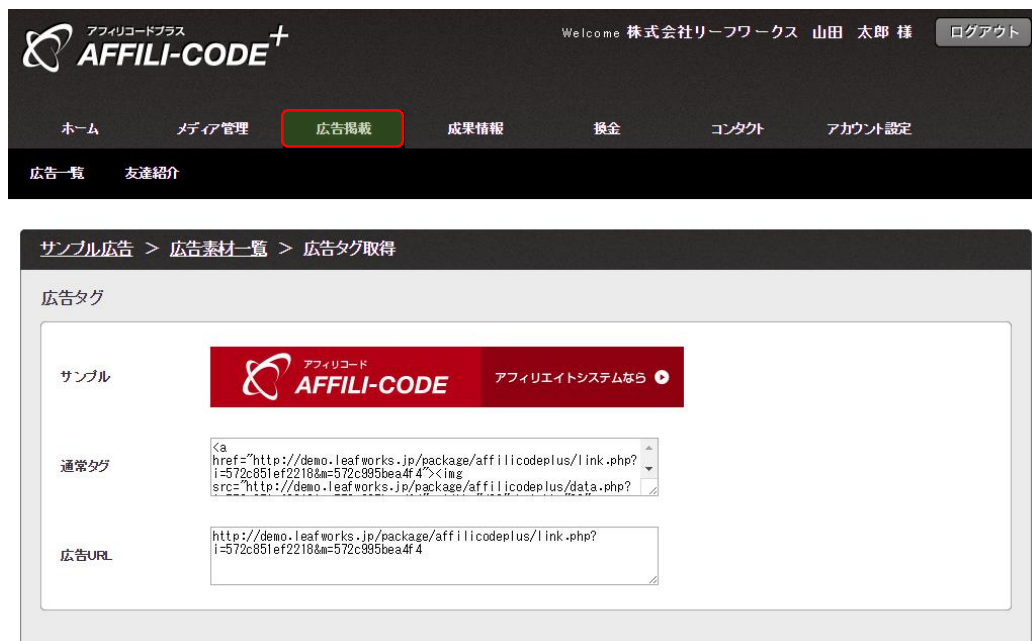 アフィリコードプラス
AFFILI-CODE+
Welcome 株式会社リーフワークス 山田 太郎 様
ログアウト
ホーム メディア管理 広告掲載 成果情報 換金 コンタクト アカウント設定
広告一覧 友達紹介
サンプル広告 > 広告素材一覧 > 広告タグ取得
広告タグ
サンプル
アフィリコード
AFFILI-CODE
アフィリエイトシステムなら
通常タグ
<a
href="http://demo.leafworks.jp/package/affilicodeplus/link.php?
i=572c851ef2218&m=572c995bea4f4"><img
src="http://demo.leafworks.jp/package/affilicodeplus/data.php?
広告URL
http://demo.leafworks.jp/package/affilicodeplus/link.php?
i=572c851ef2218&m=572c995bea4f4